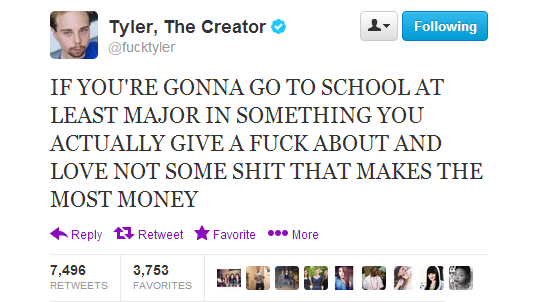 Tyler, The Creator
@fucktyler
Following
IF YOU'RE GONNA GO TO SCHOOL AT
LEAST MAJOR IN SOMETHING YOU
ACTUALLY GIVE A FUCK ABOUT AND
LOVE NOT SOME SHIT THAT MAKES THE
MOST MONEY
Reply Retweet Favorite More
7,496 3,753
RETWEETS FAVORITES